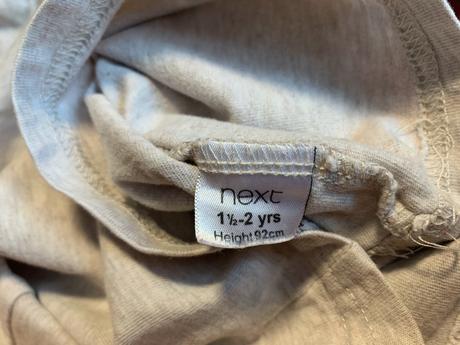 next
1½-2 yrs
Height 92cm